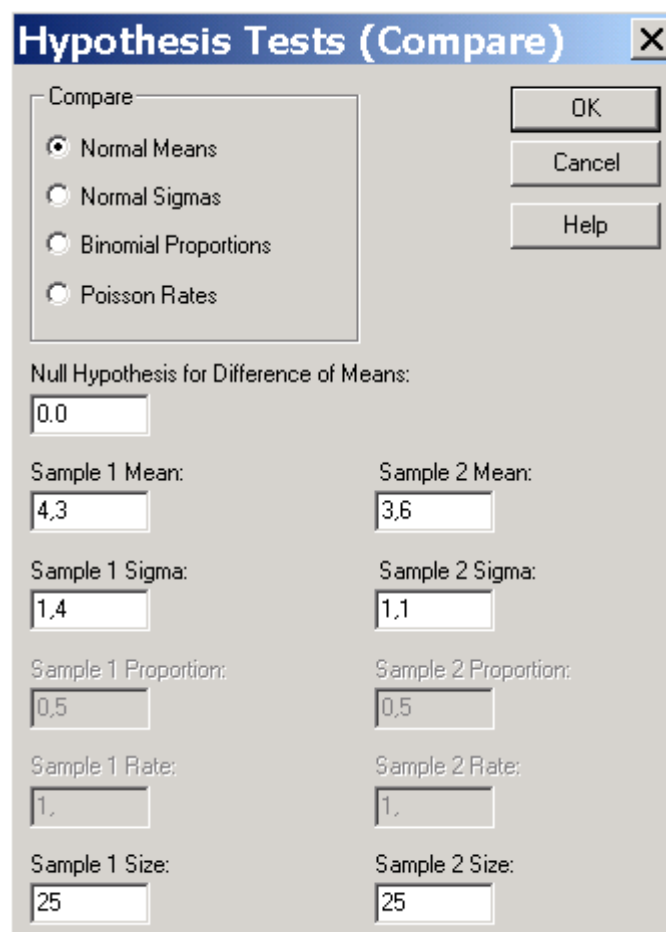 Hypothesis Tests (Compare)
Compare
Normal Means
Normal Sigmas
Binomial Proportions
Poisson Rates
OK
Cancel
Help
Null Hypothesis for Difference of Means:
0.0
Sample 1 Mean: Sample 2 Mean:
4,3 3,6
Sample 1 Sigma: Sample 2 Sigma:
1,4 1,1
Sample 1 Proportion: Sample 2 Proportion:
0,5 0,5
Sample 1 Rate: Sample 2 Rate:
1, 1,
Sample 1 Size: Sample 2 Size:
25 25